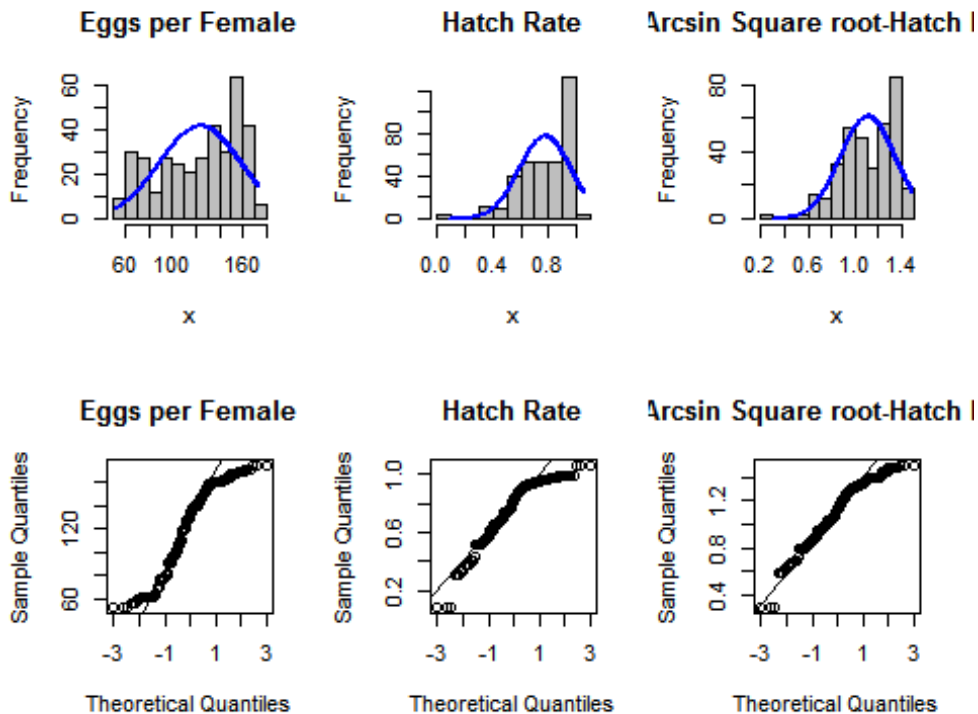 Eggs per Female
Frequency
0 20 40 60
60 100 160
x
Hatch Rate
Frequency
0 40 80
0.0 0.4 0.8
x
Arcsin Square root-Hatch
Frequency
0 40 80
0.2 0.6 1.0 1.4
x
Eggs per Female
Sample Quantiles
60 120
-3 -1 1 3
Theoretical Quantiles
Hatch Rate
Sample Quantiles
0.2 0.6 1.0
-3 -1 1 3
Theoretical Quantiles
Arcsin Square root-Hatch
Sample Quantiles
0.4 0.8 1.2
-3 -1 1 3
Theoretical Quantiles